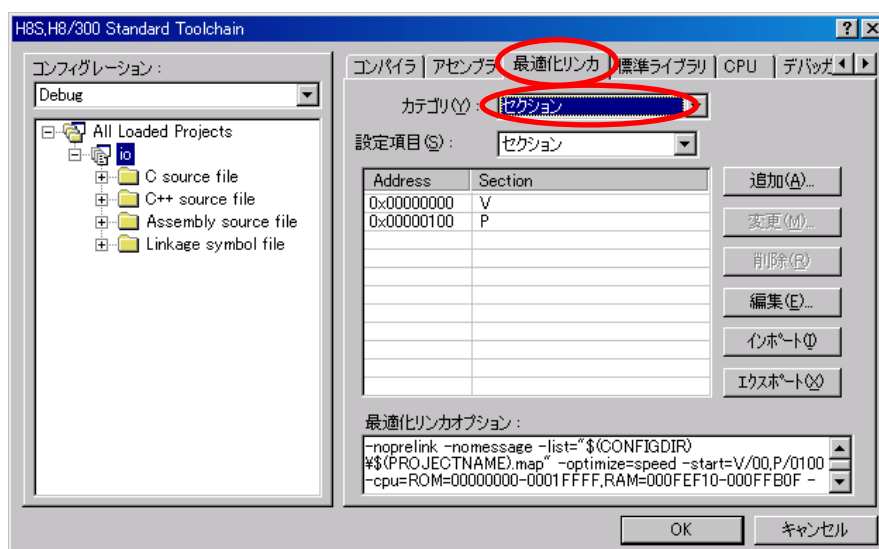 H8S,H8/300 Standard Toolchain
コンフィグレーション :
Debug
All Loaded Projects
io
C source file
C++ source file
Assembly source file
Linkage symbol file
コンパイラ アセンブラ 最適化リンカ 標準ライブラリ CPU デバッガ
カテゴリ(Y) : セクション
設定項目(S) : セクション
Address Section
0x00000000 V
0x00000100 P
追加(A)...
変更(M)...
削除(R)
編集(E)...
インポート(I)
エクスポート(X)
最適化リンカオプション :
-noprelink -nomessage -list="$(CONFIGDIR)
¥$(PROJECTNAME).map" -optimize=speed -start=V/00,P/0100
-cpu=ROM=00000000-0001FFFF,RAM=000FEF10-000FFB0F -
OK
キャンセル